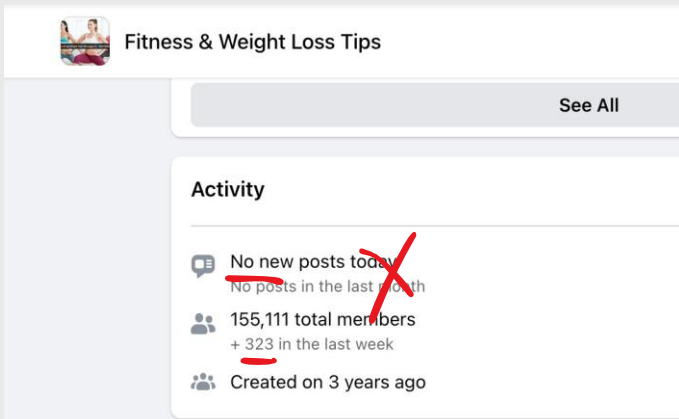 Fitness & Weight Loss Tips
See All
Activity
No new posts today
No posts in the last month
155,111 total members
+ 323 in the last week
Created on 3 years ago